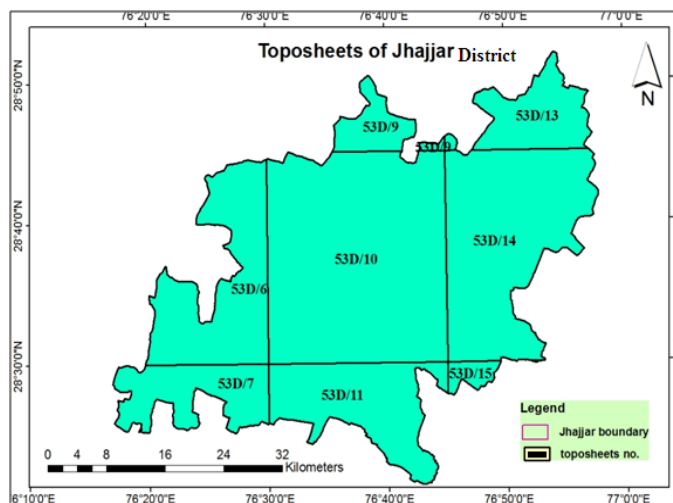 76°20'0"E 76°30'0"E 76°40'0"E 76°50'0"E 77°0'0"E
Toposheets of Jhajjar District
N
28°50'0"N
28°40'0"N
28°30'0"N
53D/9
53D/9
53D/13
53D/10
53D/14
53D/6
53D/7
53D/11
53D/15
Legend
Jhajjar boundary
toposheets no.
0 4 8 16 24 32
Kilometers
76°10'0"E 76°20'0"E 76°30'0"E 76°40'0"E 76°50'0"E 77°0'0"E